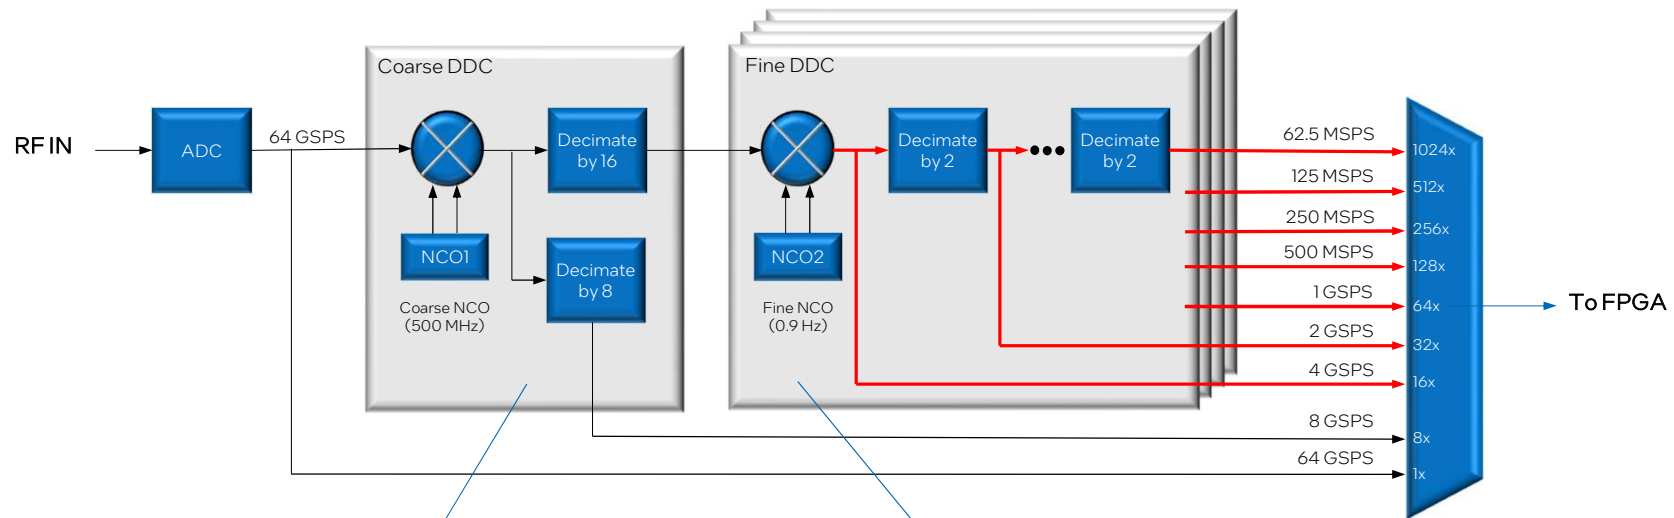 Coarse DDC
Fine DDC
RF IN
ADC
64 GSPS
Decimate
by 16
NCO1
Coarse NCO
(500 MHz)
Decimate
by 8
Decimate
by 2
Decimate
by 2
NCO2
Fine NCO
(0.9 Hz)
62.5 MSPS
1024x
125 MSPS
512x
250 MSPS
256x
500 MSPS
128x
1 GSPS
64x
To FPGA
2 GSPS
32x
4 GSPS
16x
8 GSPS
8x
64 GSPS
1x